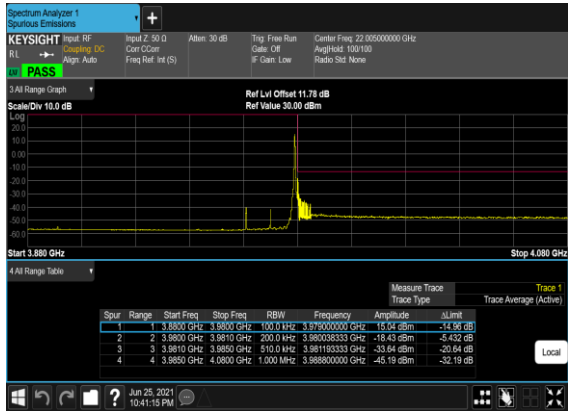 Spectrum Analyzer 1
Spurious Emissions
KEYSIGHT Input: RF Input Z: 50 Ω Atten: 30 dB Trig: Free Run Center Freq: 22.005000000 GHz
RL Coupling: DC Corr CCorr Gate: Off Avg|Hold: 100/100
Align: Auto Freq Ref: Int (S) IF Gain: Low Radio Std: None
LV PASS
3 All Range Graph
Ref Lvl Offset 11.78 dB
Scale/Div 10.0 dB Ref Value 30.00 dBm
Log
20.0
10.0
0.00
-10.0
-20.0
-30.0
-40.0
-50.0
-60.0
Start 3.880 GHz Stop 4.080 GHz
4 All Range Table
Measure Trace Trace 1
Trace Type Trace Average (Active)
Spur Range Start Freq Stop Freq RBW Frequency Amplitude ΔLimit
1 1 3.8800 GHz 3.9800 GHz 100.0 kHz 3.979000000 GHz 15.04 dBm -14.96 dB
2 2 3.9800 GHz 3.9810 GHz 200.0 kHz 3.980038333 GHz -18.43 dBm -5.432 dB
3 3 3.9810 GHz 3.9850 GHz 510.0 kHz 3.981193333 GHz -33.64 dBm -20.64 dB
4 4 3.9850 GHz 4.0800 GHz 1.000 MHz 3.988800000 GHz -45.19 dBm -32.19 dB
Local
Jun 25, 2021
10:41:15 PM